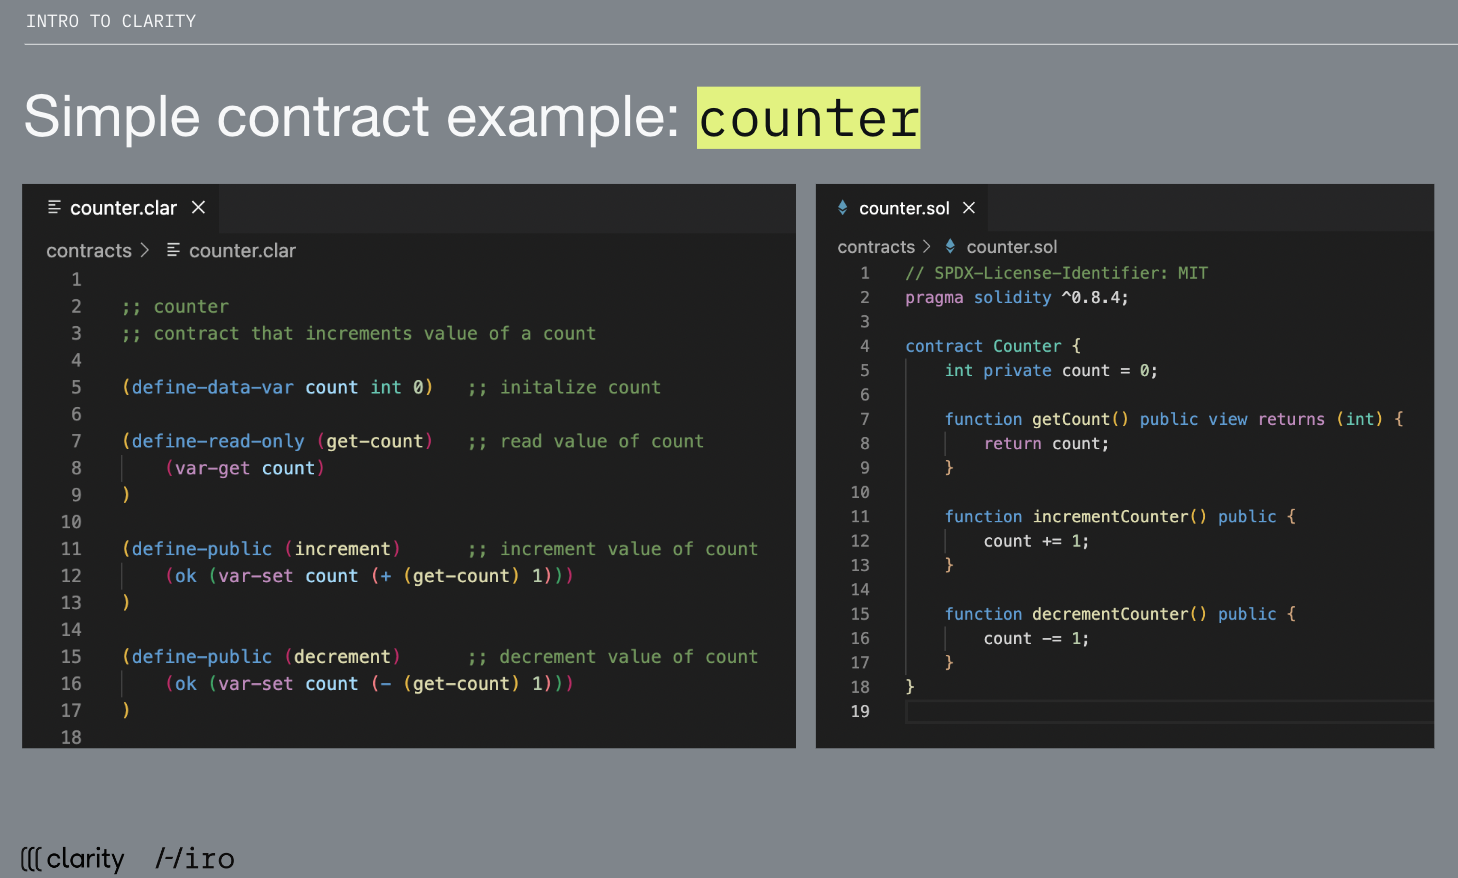 INTRO TO CLARITY
Simple contract example: counter
counter.clar ×
contracts > counter.clar
1
2 ;; counter
3 ;; contract that increments value of a count
4
5 (define-data-var count int 0) ;; initalize count
6
7 (define-read-only (get-count) ;; read value of count
8 (var-get count)
9 )
10
11 (define-public (increment) ;; increment value of count
12 (ok (var-set count (+ (get-count) 1)))
13 )
14
15 (define-public (decrement) ;; decrement value of count
16 (ok (var-set count (- (get-count) 1)))
17 )
18
counter.sol ×
contracts > counter.sol
1 // SPDX-License-Identifier: MIT
2 pragma solidity ^0.8.4;
3
4 contract Counter {
5 int private count = 0;
6
7 function getCount() public view returns (int) {
8 return count;
9 }
10
11 function incrementCounter() public {
12 count += 1;
13 }
14
15 function decrementCounter() public {
16 count -= 1;
17 }
18 }
19
(((clarity /-/iro